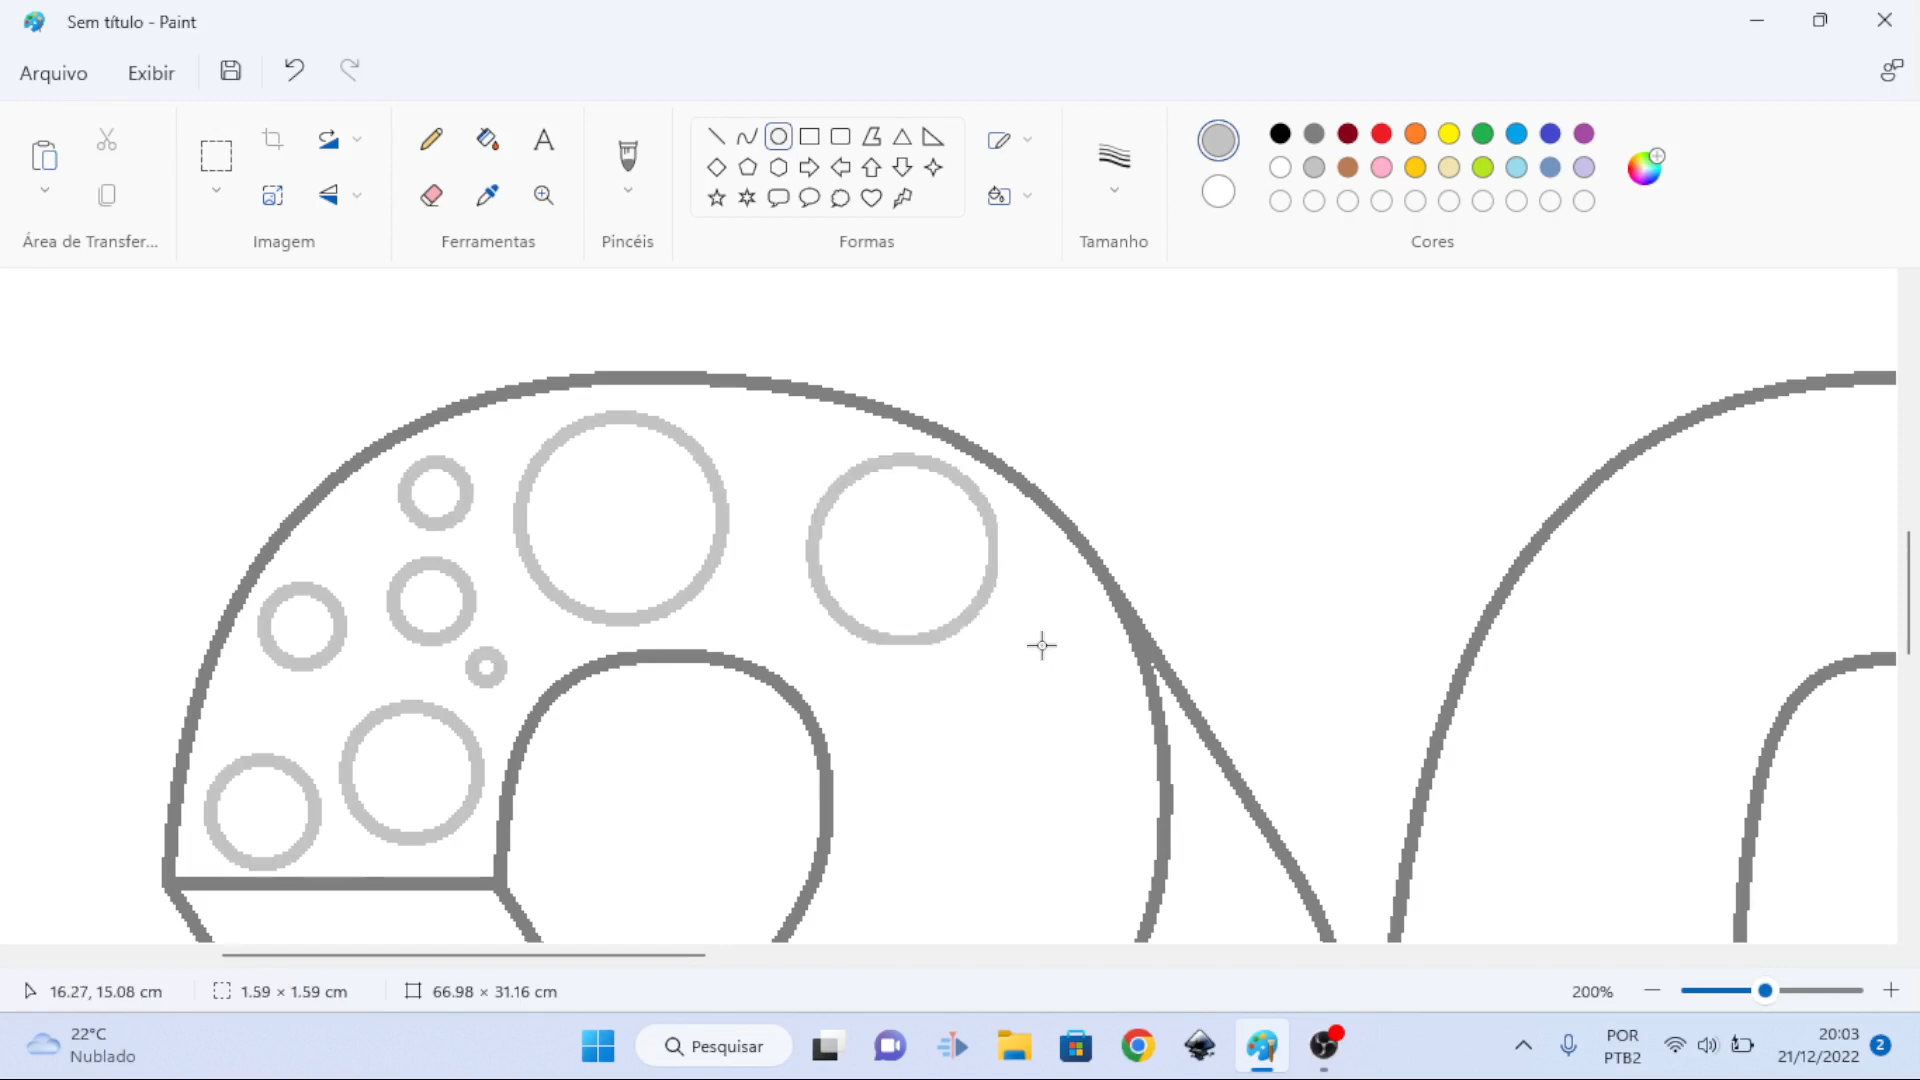 Sem título - Paint
Arquivo Exibir
Área de Transfer... Imagem Ferramentas Pincéis Formas Tamanho Cores
16.27, 15.08 cm 1.59 × 1.59 cm 66.98 × 31.16 cm 200%
22°C
Nublado
Pesquisar
POR
PTB2
20:03
21/12/2022
2